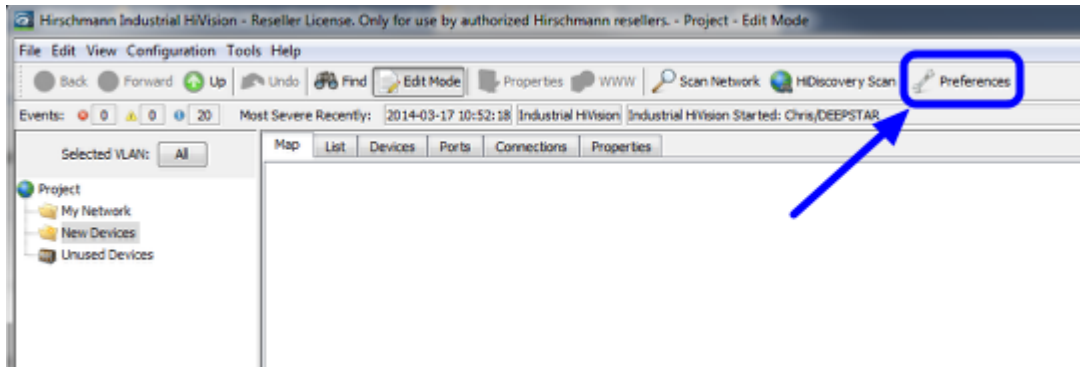 Hirschmann Industrial HiVision - Reseller License. Only for use by authorized Hirschmann resellers. - Project - Edit Mode
File Edit View Configuration Tools Help
Back Forward Up Undo Find Edit Mode Properties WWW Scan Network HiDiscovery Scan Preferences
Events: 0 0 20 Most Severe Recently: 2014-03-17 10:52:18 Industrial HiVision Industrial HiVision Started: Chris/DEEPSTAR
Selected VLAN: All Map List Devices Ports Connections Properties
Project
My Network
New Devices
Unused Devices